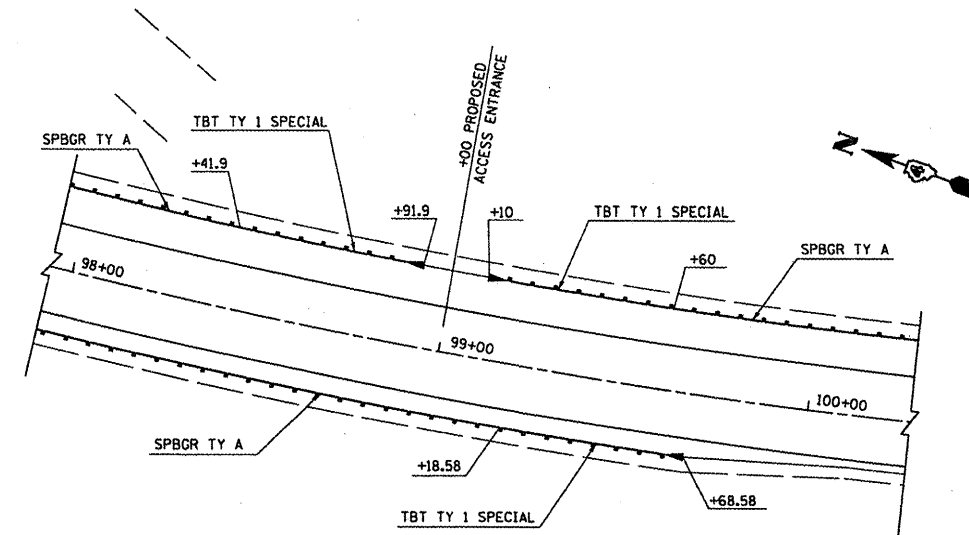 +00 PROPOSED
ACCESS ENTRANCE
TBT TY 1 SPECIAL
SPBGR TY A
+41.9
+91.9
+10
TBT TY 1 SPECIAL
+60
SPBGR TY A
N
98+00
99+00
100+00
SPBGR TY A
+18.58
TBT TY 1 SPECIAL
+68.58